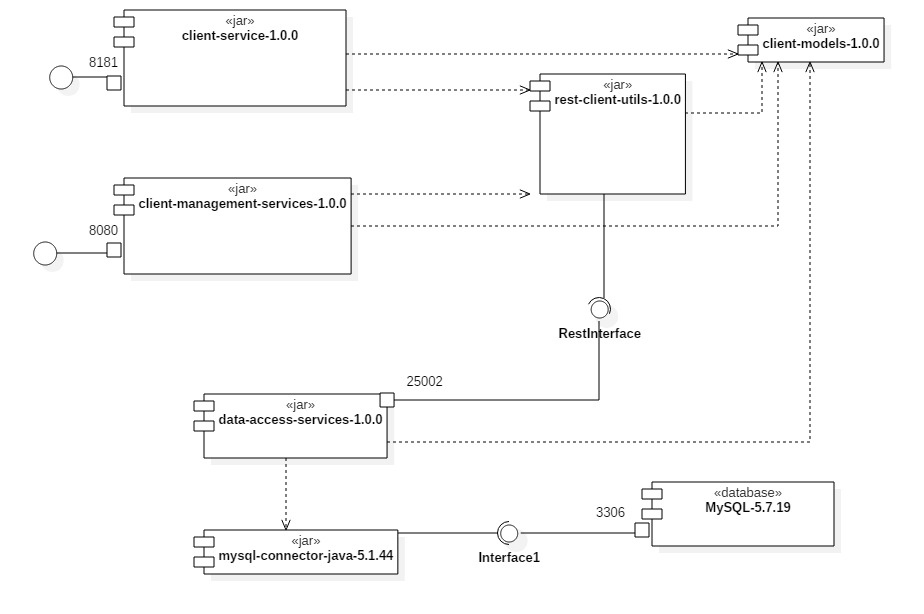 «jar»
client-service-1.0.0
8181
«jar»
client-models-1.0.0
«jar»
rest-client-utils-1.0.0
«jar»
client-management-services-1.0.0
8080
RestInterface
25002
«jar»
data-access-services-1.0.0
«jar»
mysql-connector-java-5.1.44
Interface1
3306
«database»
MySQL-5.7.19